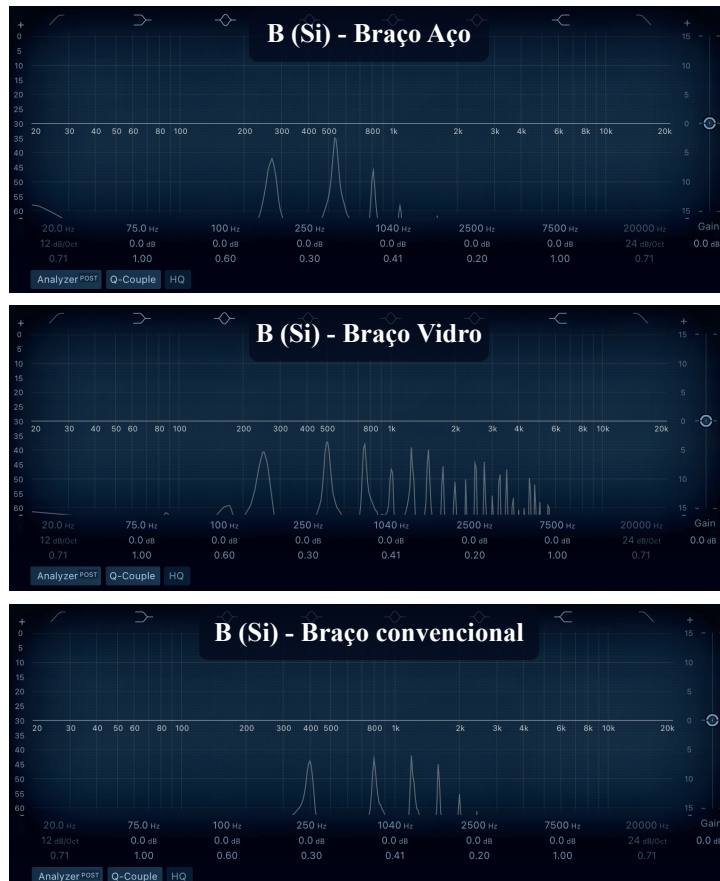 B (Si) - Braço Aço
+ + 
0 15
5
10
15 10
20
25 5
30 0
20 30 40 50 60 80 100 200 300 400 500 800 1k 2k 3k 4k 6k 8k 10k 20k
35
40 5
45
50 10
55
60 15
20.0 Hz 75.0 Hz 100 Hz 250 Hz 1040 Hz 2500 Hz 7500 Hz 20000 Hz Gain
12 dB/Oct 0.0 dB 0.0 dB 0.0 dB 0.0 dB 0.0 dB 0.0 dB 24 dB/Oct 0.0 dB
0.71 1.00 0.60 0.30 0.41 0.20 1.00 0.71
Analyzer POST Q-Couple HQ
B (Si) - Braço Vidro
+ +
0 15
5
10
15 10
20
25 5
30 0
20 30 40 50 60 80 100 200 300 400 500 800 1k 2k 3k 4k 6k 8k 10k 20k
35
40 5
45
50 10
55
60 15
20.0 Hz 75.0 Hz 100 Hz 250 Hz 1040 Hz 2500 Hz 7500 Hz 20000 Hz Gain
12 dB/Oct 0.0 dB 0.0 dB 0.0 dB 0.0 dB 0.0 dB 0.0 dB 24 dB/Oct 0.0 dB
0.71 1.00 0.60 0.30 0.41 0.20 1.00 0.71
Analyzer POST Q-Couple HQ
B (Si) - Braço convencional
+ +
0 15
5
10
15 10
20
25 5
30 0
20 30 40 50 60 80 100 200 300 400 500 800 1k 2k 3k 4k 6k 8k 10k 20k
35
40 5
45
50 10
55
60 15
20.0 Hz 75.0 Hz 100 Hz 250 Hz 1040 Hz 2500 Hz 7500 Hz 20000 Hz Gain
12 dB/Oct 0.0 dB 0.0 dB 0.0 dB 0.0 dB 0.0 dB 0.0 dB 24 dB/Oct 0.0 dB
0.71 1.00 0.60 0.30 0.41 0.20 1.00 0.71
Analyzer POST Q-Couple HQ